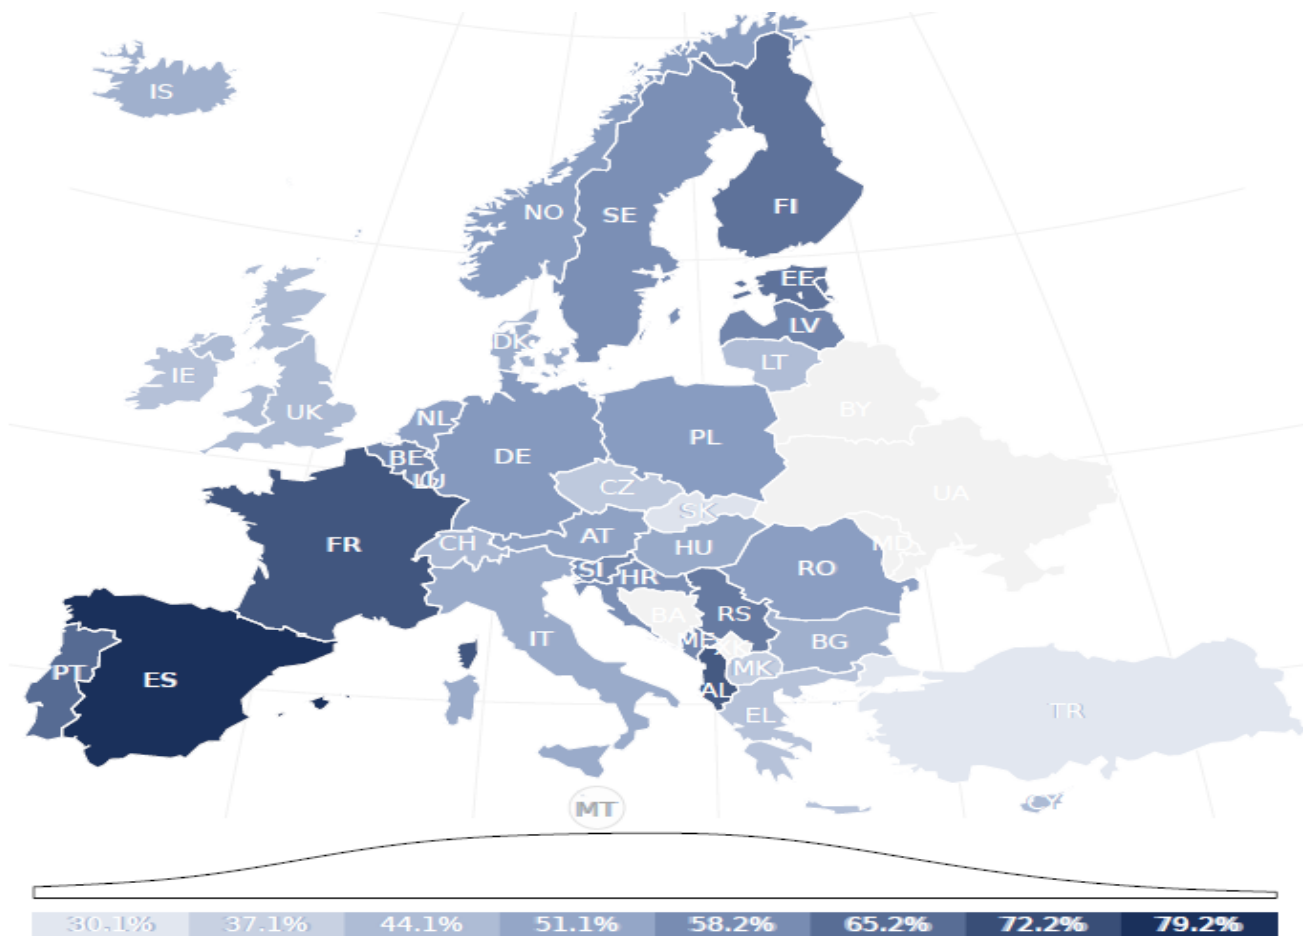 IS
NO
SE
FI
EE
LV
DK
LT
IE
UK
NL
BY
PL
BE
DE
LU
CZ
UA
SK
AT
CH
FR
HU
MD
RO
SI
HR
RS
BA
IT
ME
BG
XK
MK
PT
ES
AL
EL
TR
CY
MT
30.1% 37.1% 44.1% 51.1% 58.2% 65.2% 72.2% 79.2%